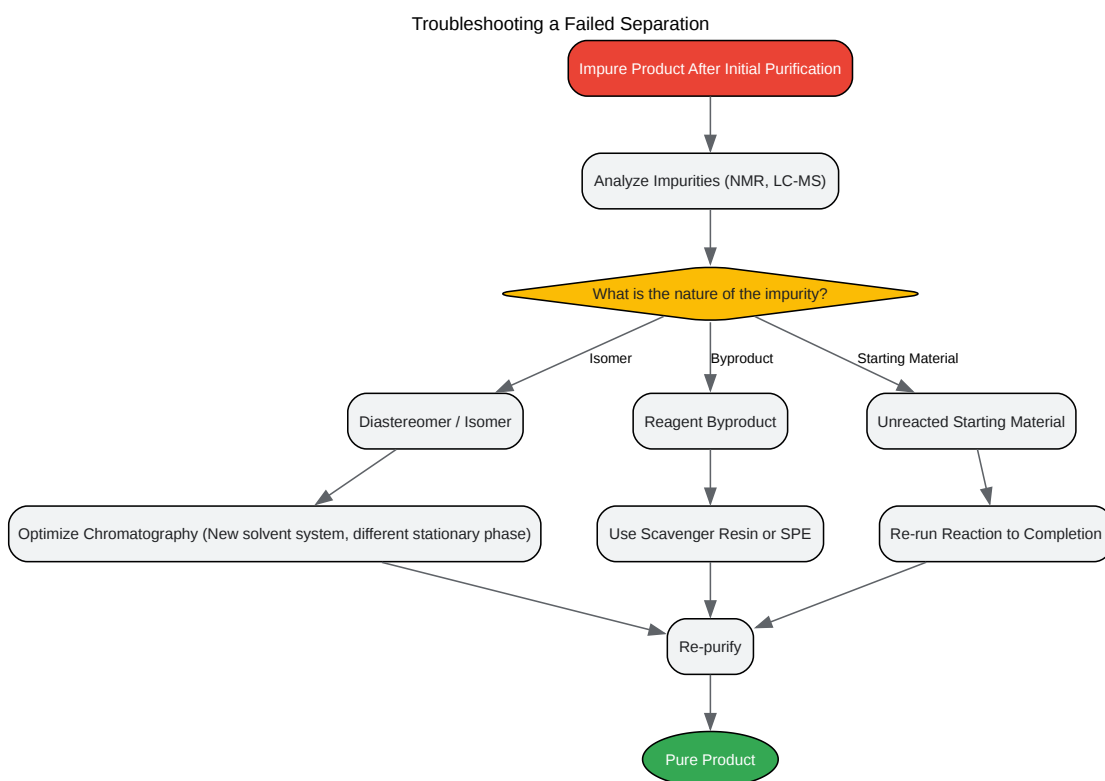 Troubleshooting a Failed Separation
Impure Product After Initial Purification
Analyze Impurities (NMR, LC-MS)
What is the nature of the impurity?
Isomer
Byproduct
Starting Material
Diastereomer / Isomer
Reagent Byproduct
Unreacted Starting Material
Optimize Chromatography (New solvent system, different stationary phase)
Use Scavenger Resin or SPE
Re-run Reaction to Completion
Re-purify
Pure Product